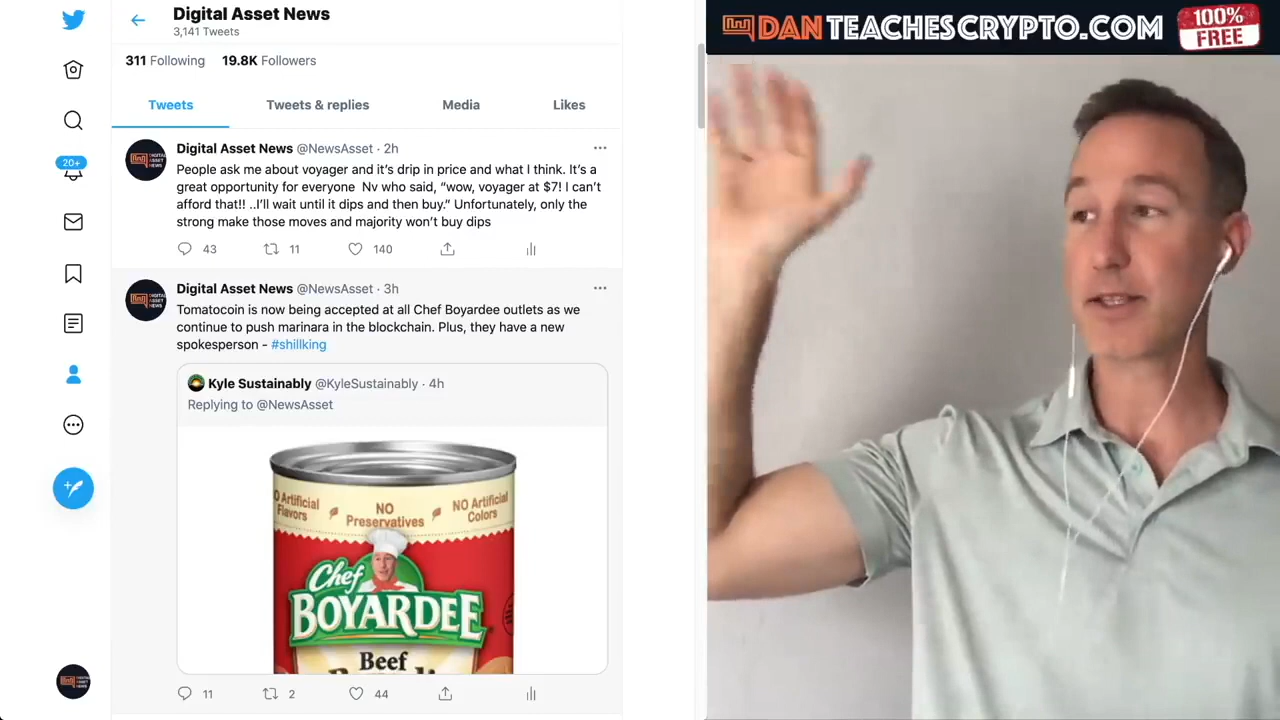 Digital Asset News
3,141 Tweets
311 Following 19.8K Followers
Tweets Tweets & replies Media Likes
20+
Digital Asset News @NewsAsset · 2h
People ask me about voyager and it's drip in price and what I think. It's a
great opportunity for everyone Nv who said, “wow, voyager at $7! I can't
afford that!! ..I'll wait until it dips and then buy.” Unfortunately, only the
strong make those moves and majority won't buy dips
43 11 140
Digital Asset News @NewsAsset · 3h
Tomatocoin is now being accepted at all Chef Boyardee outlets as we
continue to push marinara in the blockchain. Plus, they have a new
spokesperson - #shillking
Kyle Sustainably @KyleSustainably · 4h
Replying to @NewsAsset
O Artificial
Flavors
NO
Preservatives
NO Artificial
Colors
Chef
BOYARDEE
Beef
11 2 44
DANTEACHESCRYPTO.COM
100%
FREE